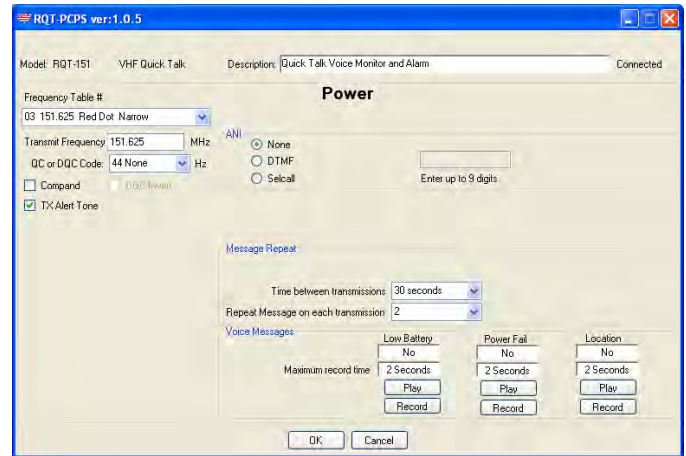 RQT-PCPS ver:1.0.5
Model: RQT-151 VHF Quick Talk Description: Quick Talk Voice Monitor and Alarm Connected
Power
Frequency Table #
03 151.625 Red Dot Narrow
Transmit Frequency 151.625 MHz
QC or DQC Code: 44 None Hz
Compand DQC Invert
TX Alert Tone
ANI
None
DTMF
Selcall Enter up to 9 digits
Message Repeat
Time between transmissions 30 seconds
Repeat Message on each transmission 2
Voice Messages
Low Battery Power Fail Location
No No No
Maximum record time 2 Seconds 2 Seconds 2 Seconds
Play Play Play
Record Record Record
OK Cancel